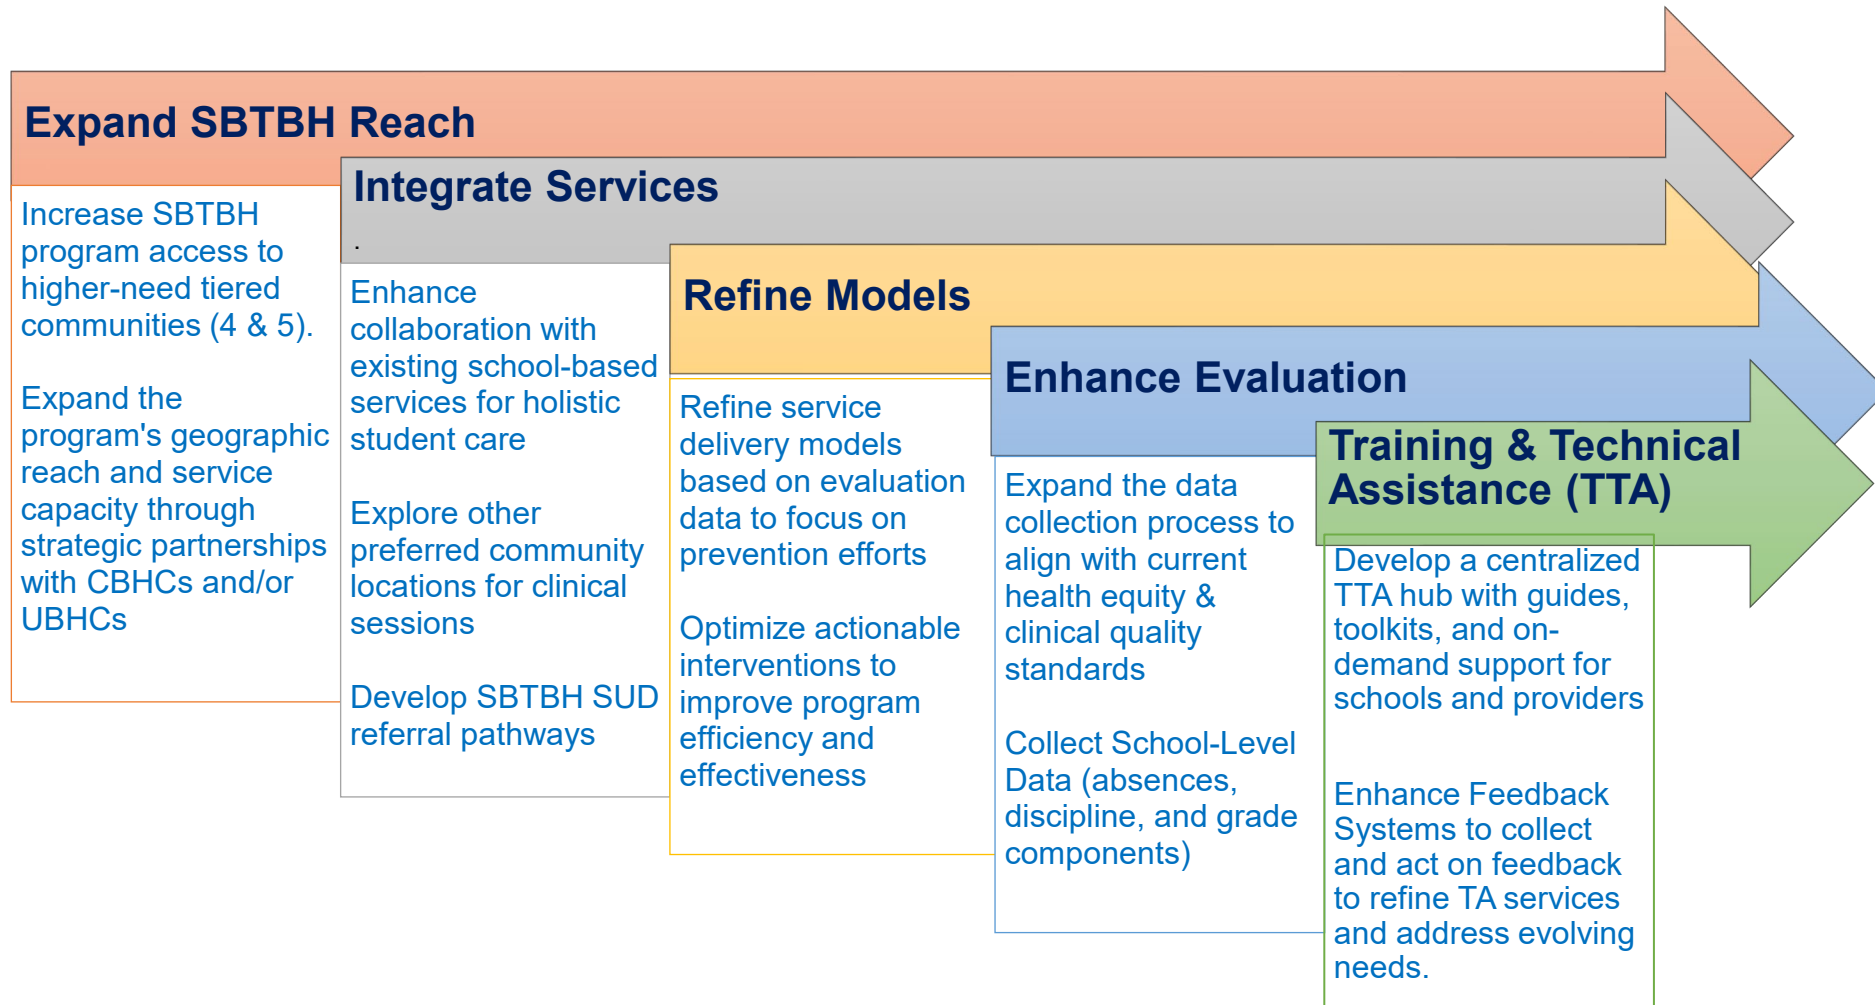 Expand SBTBH Reach
Increase SBTBH
program access to
higher-need tiered
communities (4 & 5).
Expand the
program's geographic
reach and service
capacity through
strategic partnerships
with CBHCs and/or
UBHCs
Integrate Services
.
Enhance
collaboration with
existing school-based
services for holistic
student care
Explore other
preferred community
locations for clinical
sessions
Develop SBTBH SUD
referral pathways
Refine Models
Refine service
delivery models
based on evaluation
data to focus on
prevention efforts
Optimize actionable
interventions to
improve program
efficiency and
effectiveness
Enhance Evaluation
Expand the data
collection process to
align with current
health equity &
clinical quality
standards
Collect School-Level
Data (absences,
discipline, and grade
components)
Training & Technical
Assistance (TTA)
Develop a centralized
TTA hub with guides,
toolkits, and on-
demand support for
schools and providers
Enhance Feedback
Systems to collect
and act on feedback
to refine TA services
and address evolving
needs.